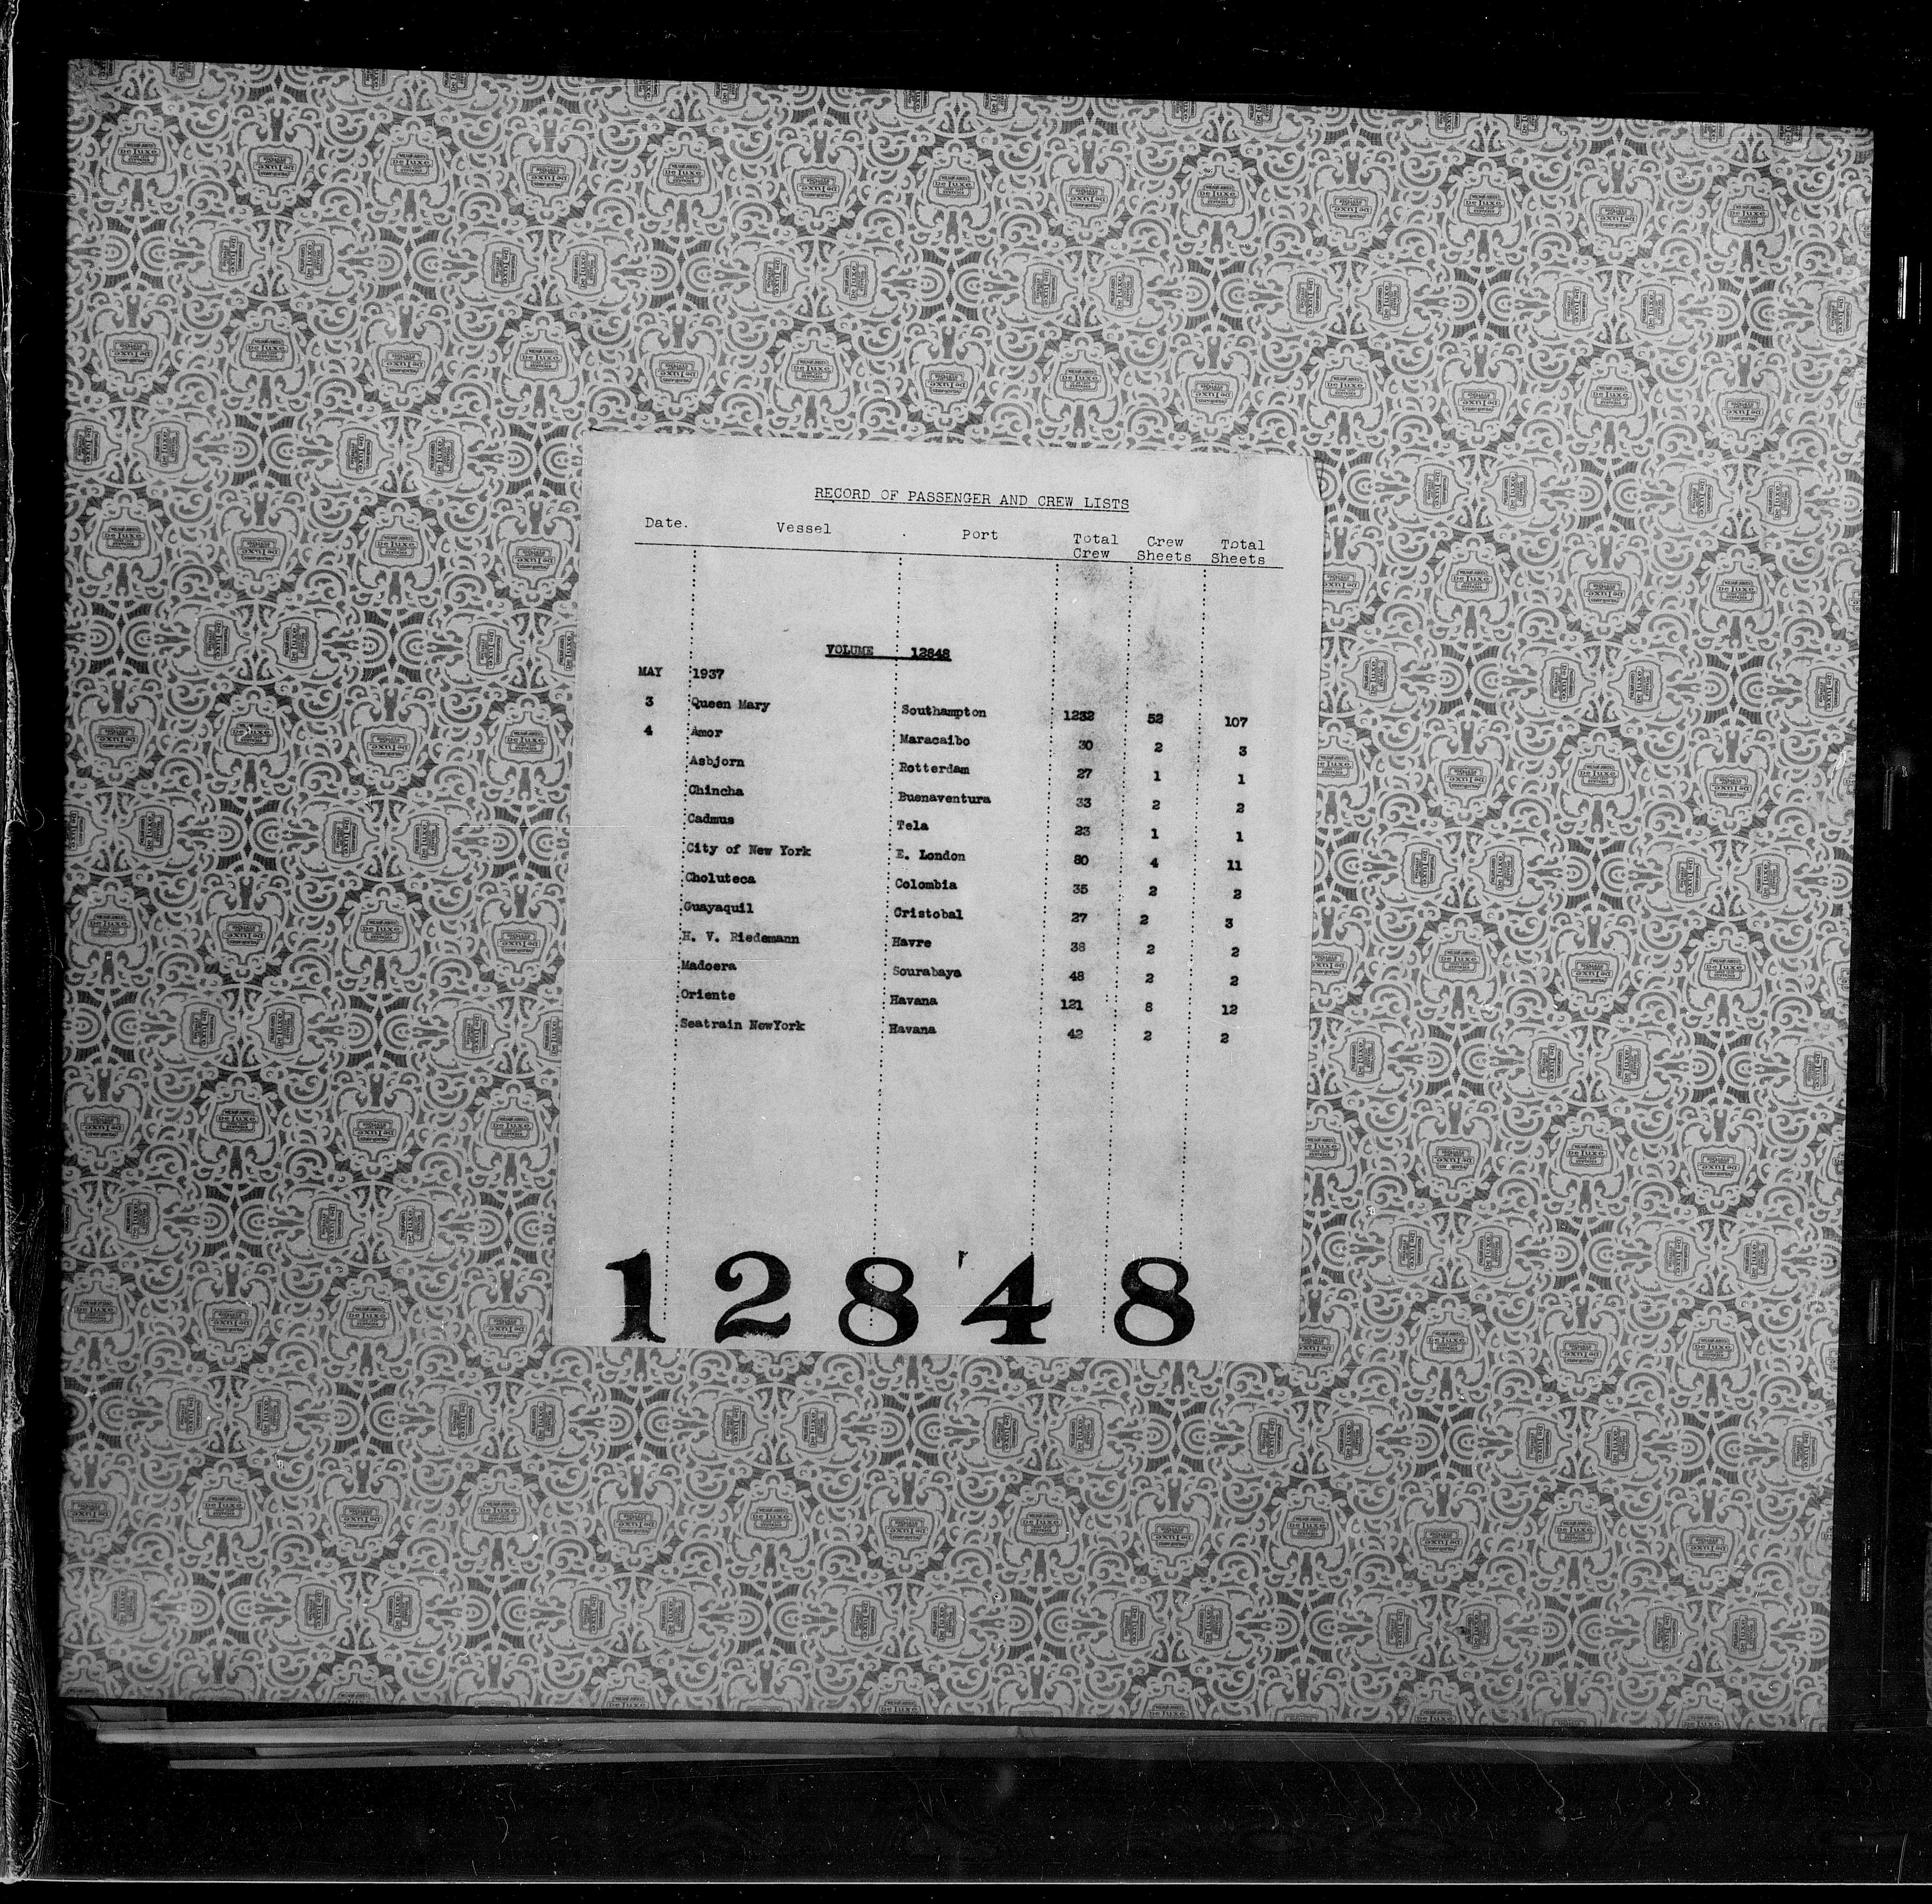 RECORD OF PASSENGER AND CREW LISTS
Date. Vessel Port Total Crew Crew Sheets Total Sheets
VOLUME 12848
MAY 1937
3 Queen Mary Southampton 1232 52 107
4 Amor Maracaibo 30 2 3
Asbjorn Rotterdam 27 1 1
Chincha Buenaventura 33 2 2
Cadmus Tela 23 1 1
City of New York E. London 80 4 11
Choluteca Colombia 35 2 2
Guayaquil Cristobal 27 2 3
H. V. Riedemann Havre 38 2 2
Madoera Sourabaya 48 2 2
Oriente Havana 121 8 12
Seatrain NewYork Havana 42 2 2
12848